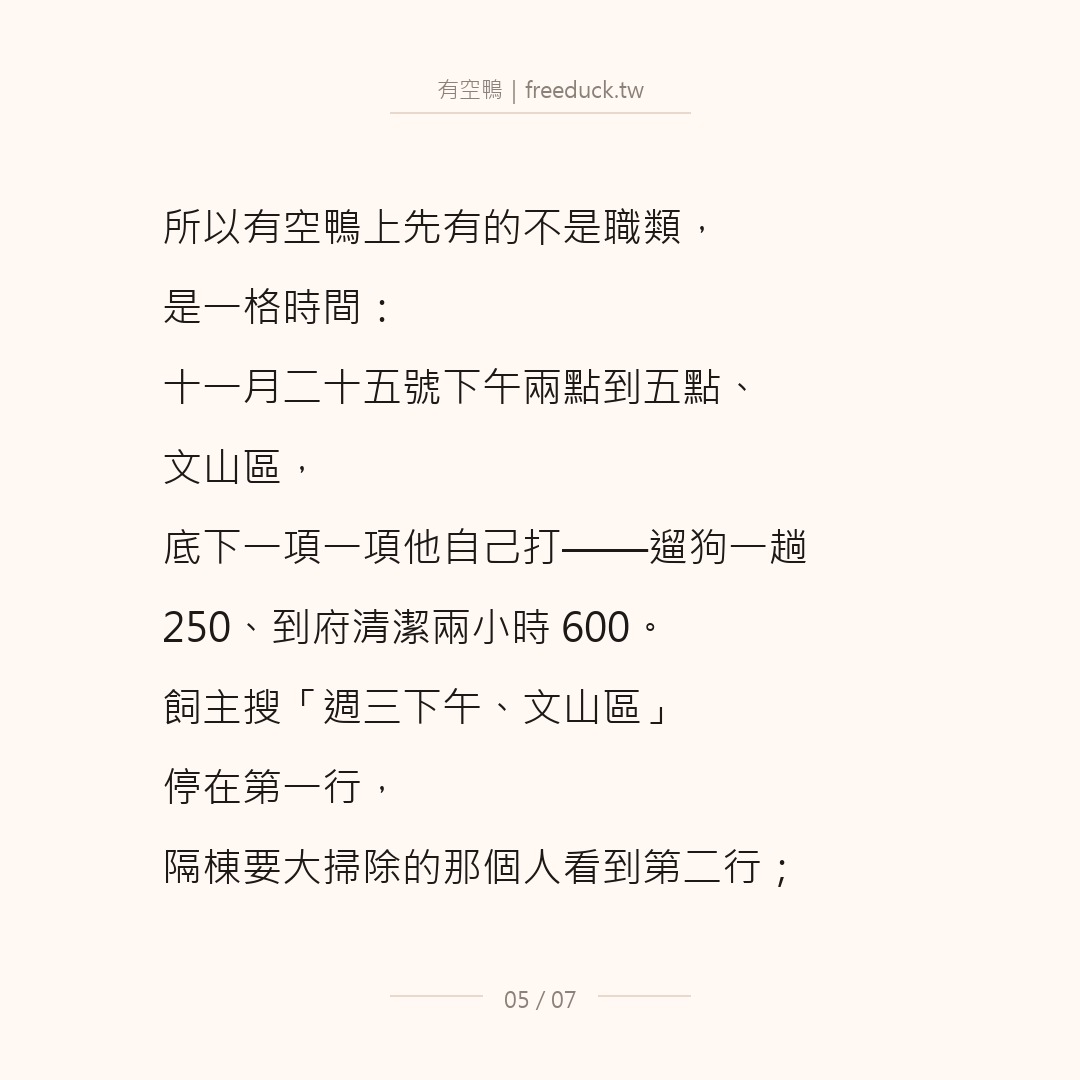 有空鴨 | freeduck.tw
所以有空鴨上先有的不是職類，
是一格時間：
十一月二十五號下午兩點到五點、
文山區，
底下一項一項他自己打——遛狗一趟
250、到府清潔兩小時 600。
飼主搜「週三下午、文山區」
停在第一行，
隔棟要大掃除的那個人看到第二行；
05 / 07